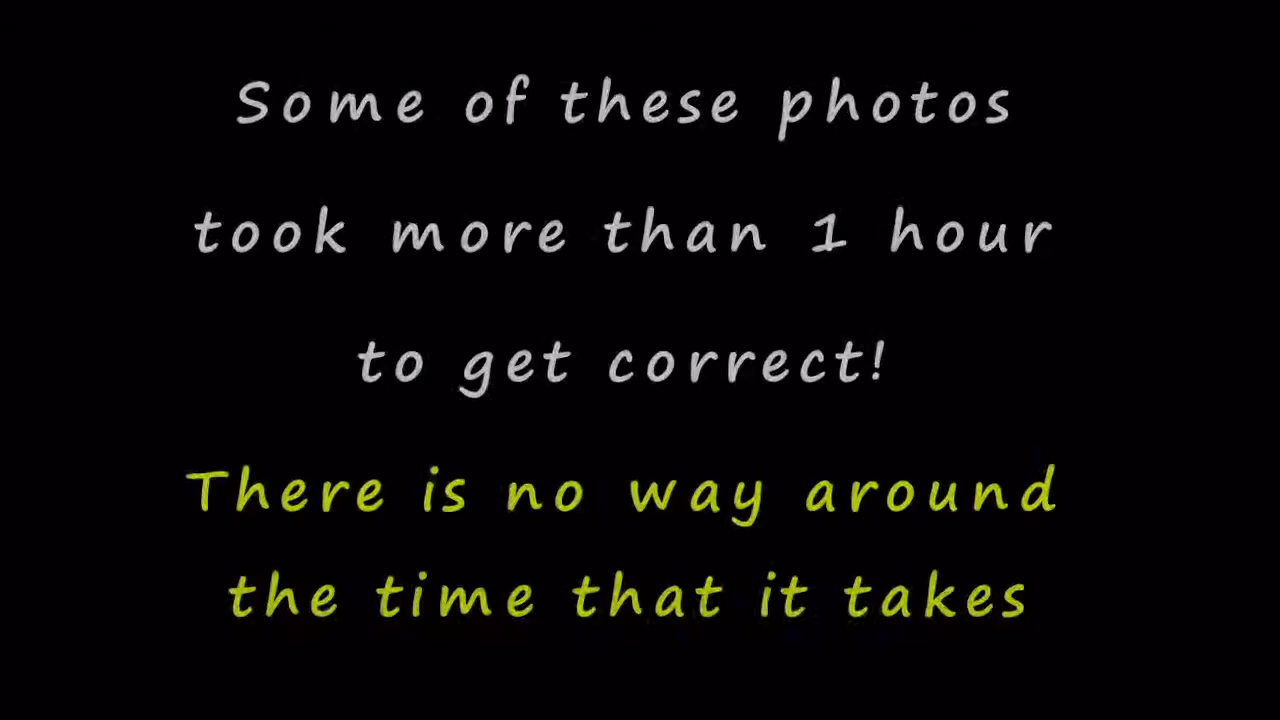 Some of these photos
took more than 1 hour
to get correct!
There is no way around
the time that it takes